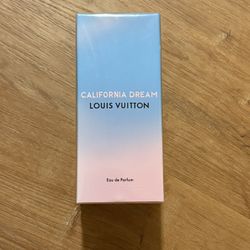 CALIFORNIA DREAM
LOUIS VUITTON
Eau de Parfum